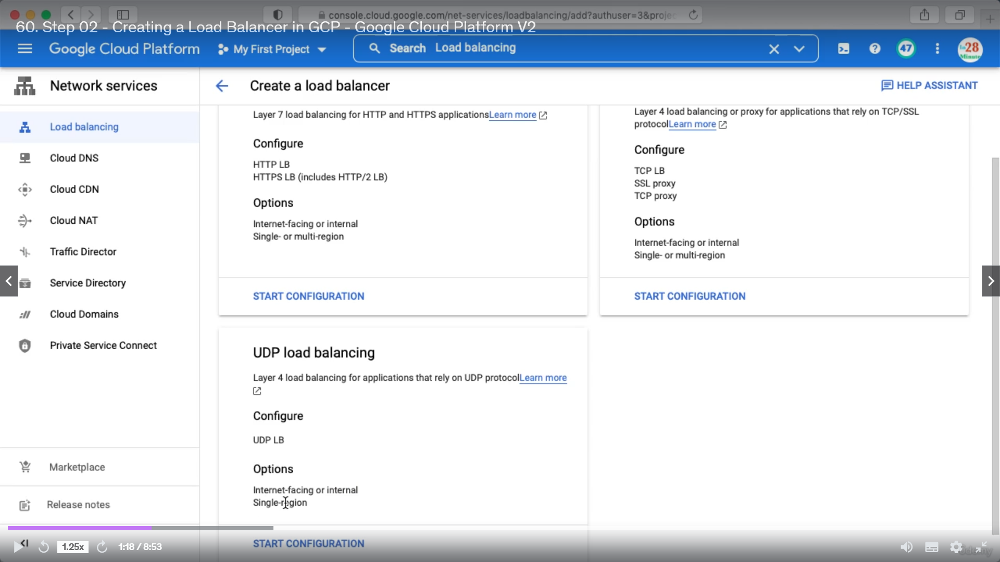 console.cloud.google.com/net-services/loadbalancing/add?authuser=3&projec
60. Step 02 - Creating a Load Balancer in GCP - Google Cloud Platform V2
Google Cloud Platform
My First Project
Search Load balancing
47
in28
Minutes
Network services
Create a load balancer
HELP ASSISTANT
Load balancing
Cloud DNS
Cloud CDN
Cloud NAT
Traffic Director
Service Directory
Cloud Domains
Private Service Connect
Marketplace
Release notes
Layer 7 load balancing for HTTP and HTTPS applicationsLearn more
Configure
HTTP LB
HTTPS LB (includes HTTP/2 LB)
Options
Internet-facing or internal
Single- or multi-region
START CONFIGURATION
Layer 4 load balancing or proxy for applications that rely on TCP/SSL
protocolLearn more
Configure
TCP LB
SSL proxy
TCP proxy
Options
Internet-facing or internal
Single- or multi-region
START CONFIGURATION
UDP load balancing
Layer 4 load balancing for applications that rely on UDP protocolLearn more
Configure
UDP LB
Options
Internet-facing or internal
Single-region
START CONFIGURATION
1.25x
1:18 / 8:53